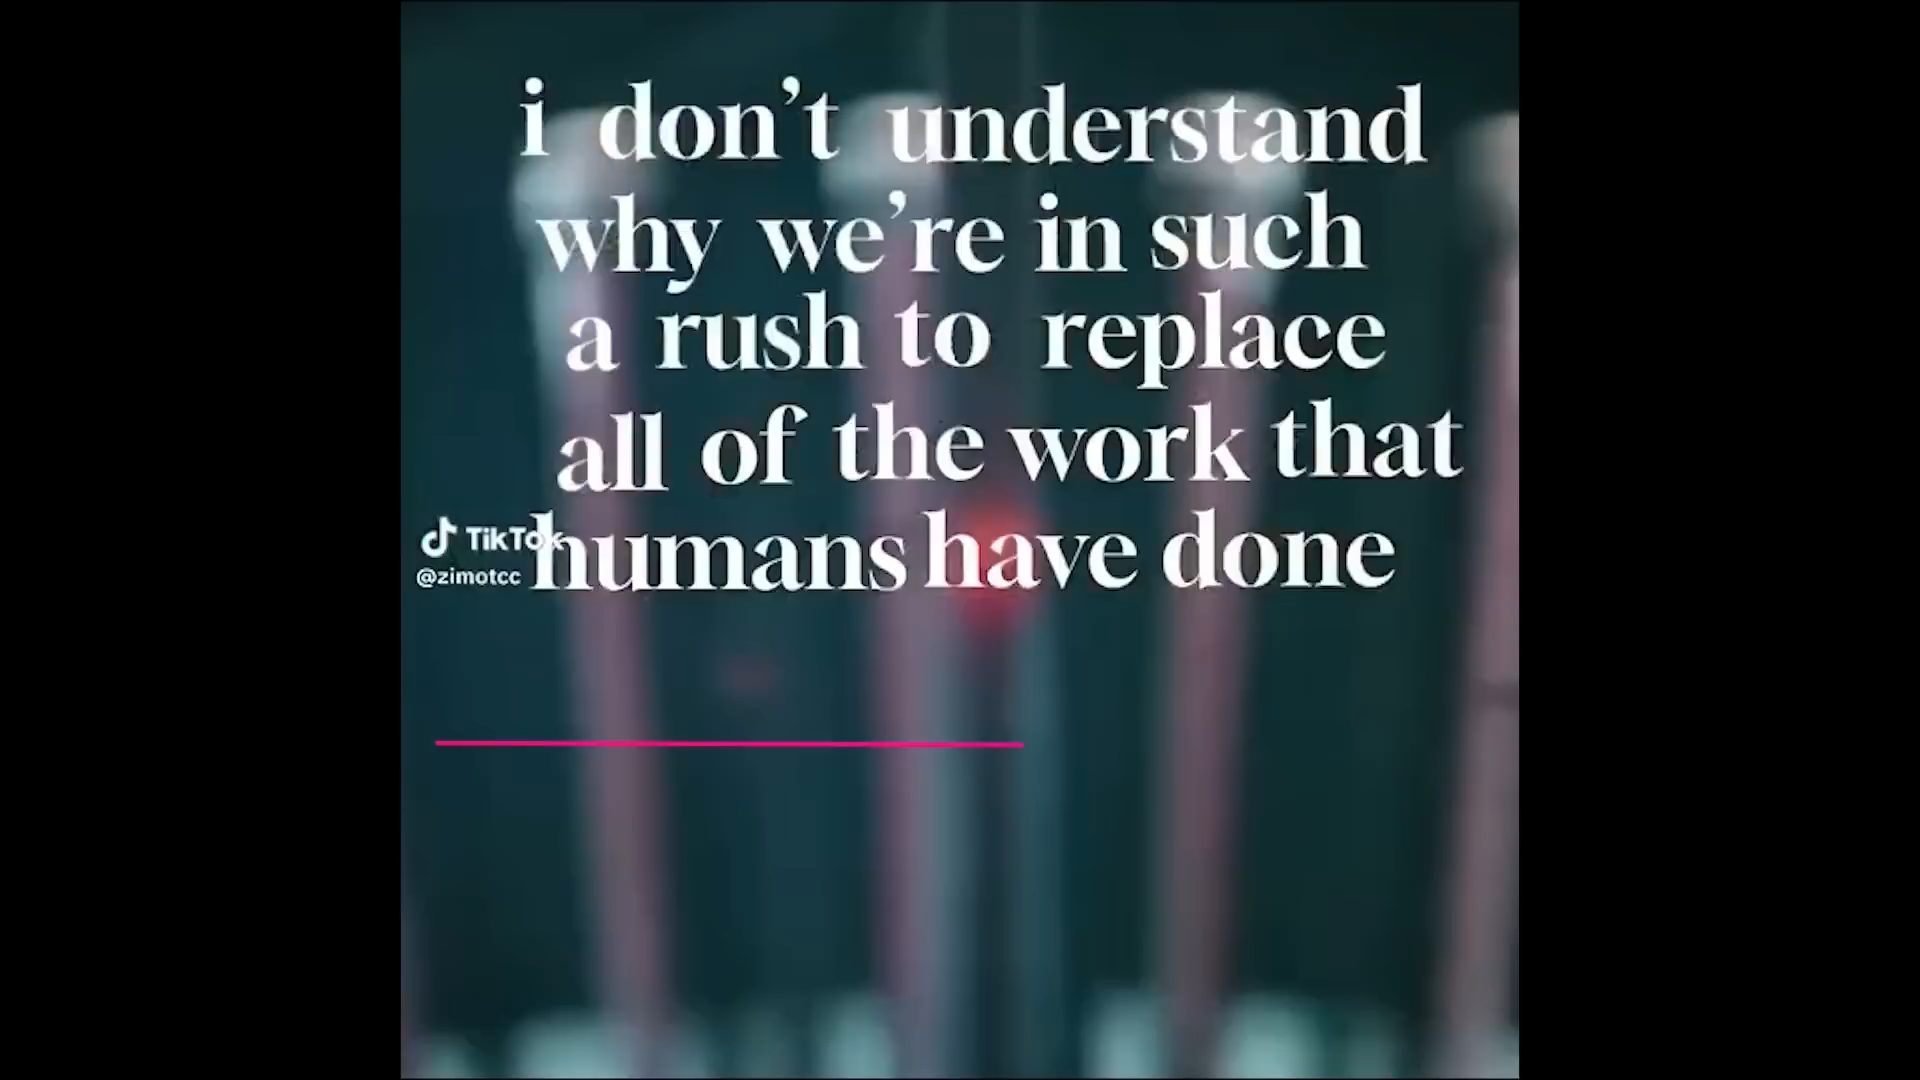 i don't understand
why we're in such
a rush to replace
all of the work that
humans have done
TikTok
@zimotcc